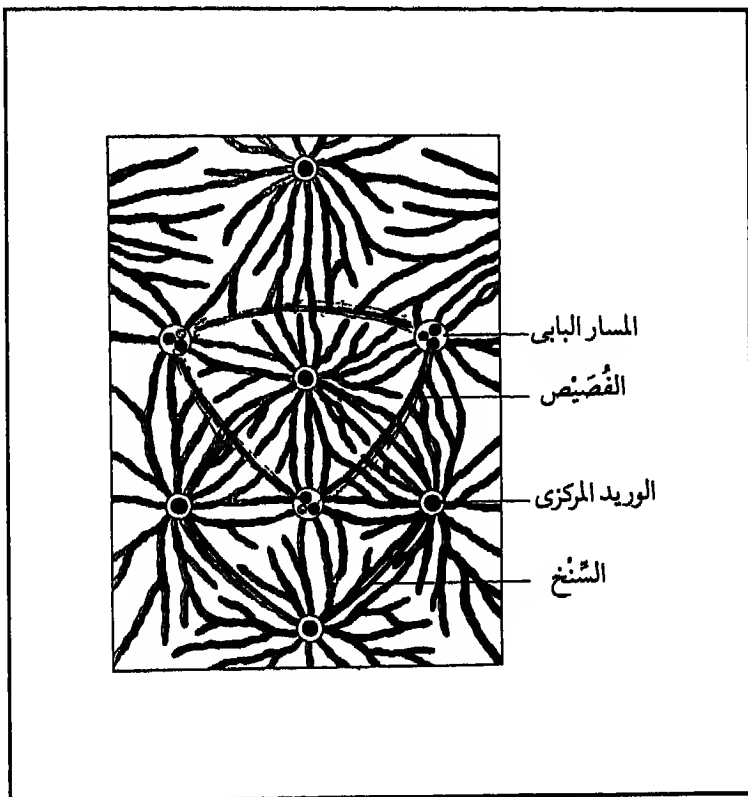 المسار البابى
الفُصَيْص
الوريد المركزى
السِّنْخ